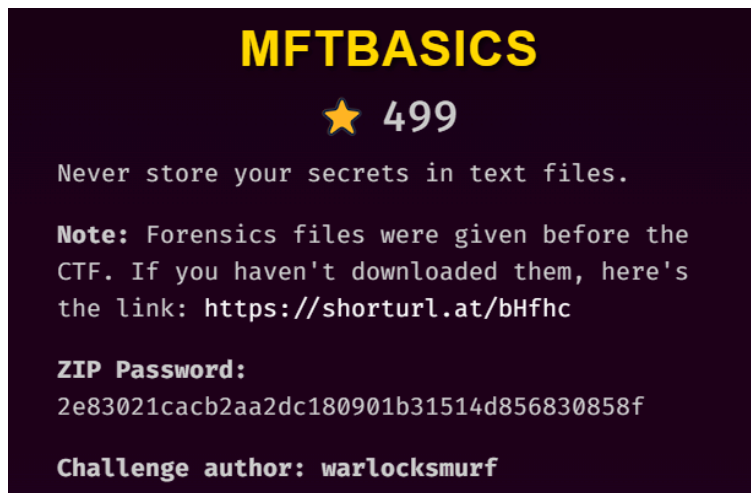 MFTBASICS
499
Never store your secrets in text files.
Note: Forensics files were given before the
CTF. If you haven't downloaded them, here's
the link: https://shorturl.at/bHfhc
ZIP Password:
2e83021cacb2aa2dc180901b31514d856830858f
Challenge author: warlocksmurf